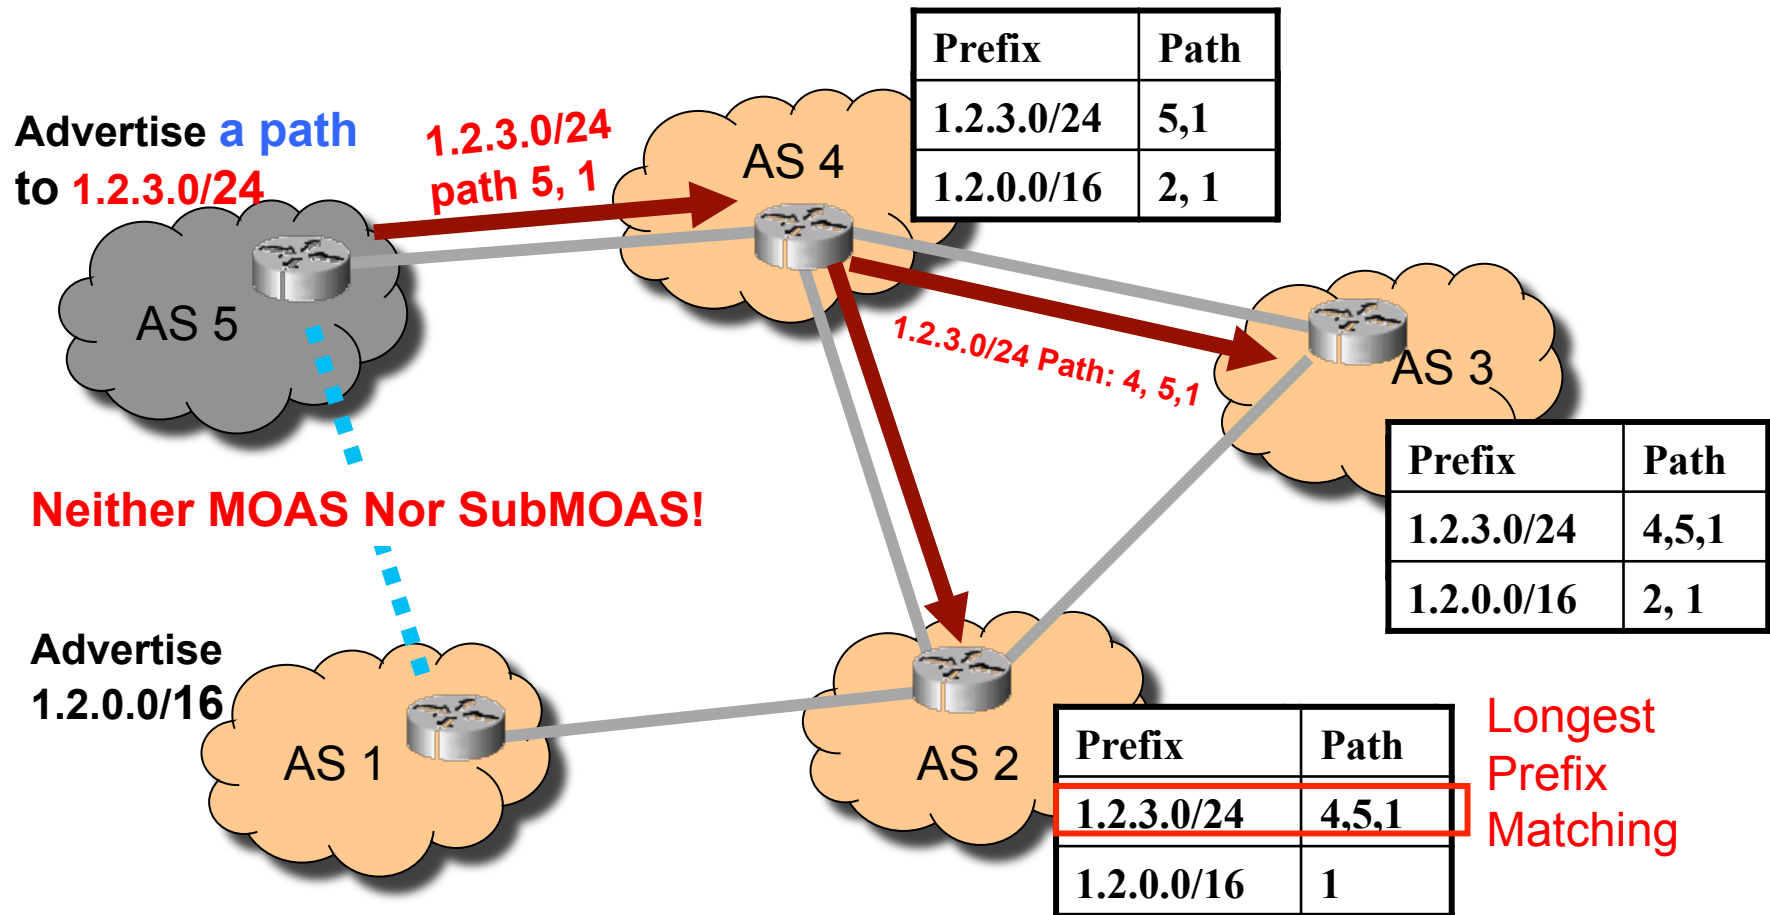 Prefix Path
1.2.3.0/24 5,1
1.2.0.0/16 2, 1
Advertise a path
to 1.2.3.0/24
1.2.3.0/24
path 5, 1
AS 4
AS 5
1.2.3.0/24 Path: 4, 5,1
AS 3
Prefix Path
1.2.3.0/24 4,5,1
1.2.0.0/16 2, 1
Neither MOAS Nor SubMOAS!
Advertise
1.2.0.0/16
AS 1
AS 2
Prefix Path
1.2.3.0/24 4,5,1
1.2.0.0/16 1
Longest
Prefix
Matching